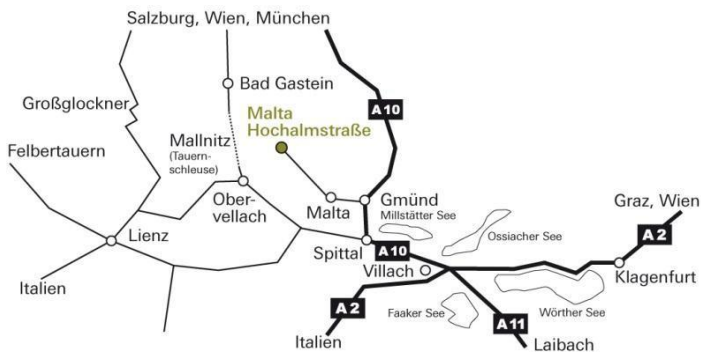 Salzburg, Wien, München
Bad Gastein
Großglockner
A10
Malta
Hochalmstraße
Mallnitz
(Tauern-
schleuse)
Felbertauern
Ober-
vellach
Malta
Gmünd
Millstätter See
Graz, Wien
Lienz
Spittal
A10
Ossiacher See
A2
Villach
Klagenfurt
Italien
A2
Faaker See
A11
Wörther See
Italien
Laibach